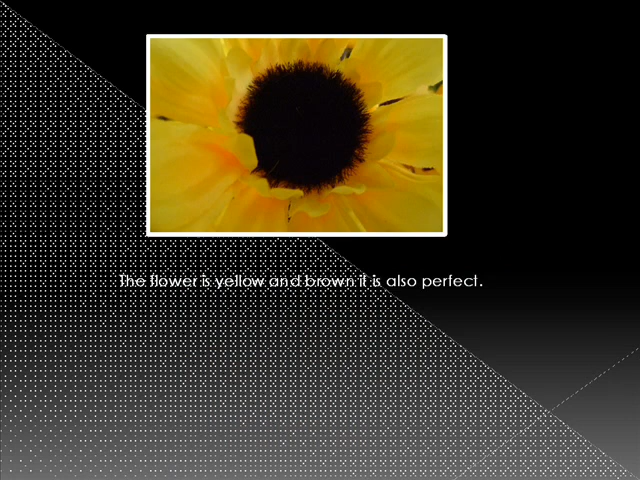 The flower is yellow and brown it is also perfect.